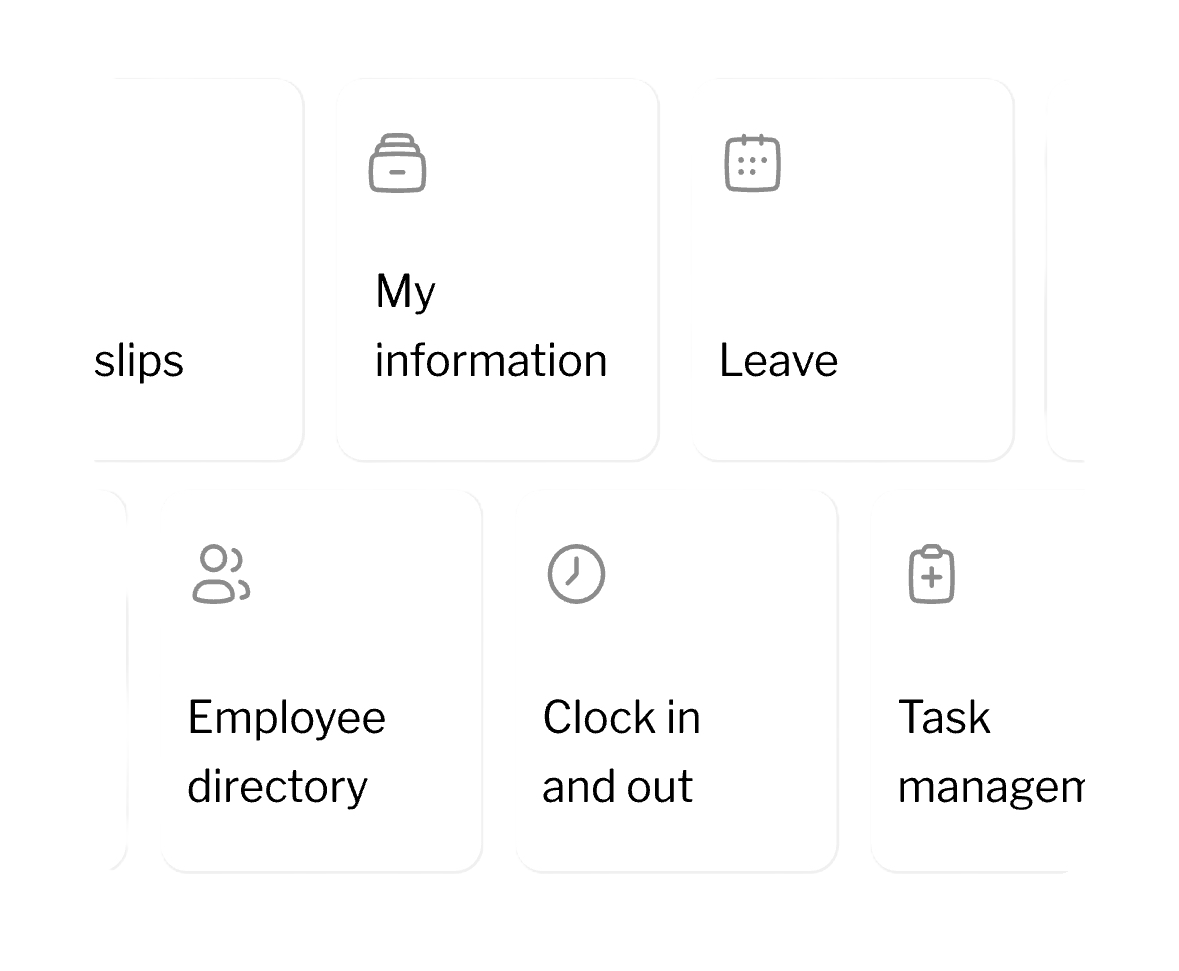 slips
My
information
Leave
Employee
directory
Clock in
and out
Task
managem